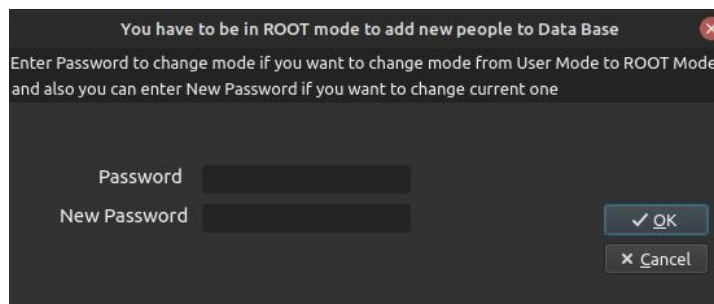 You have to be in ROOT mode to add new people to Data Base
Enter Password to change mode if you want to change mode from User Mode to ROOT Mode
and also you can enter New Password if you want to change current one
Password
New Password
OK
Cancel